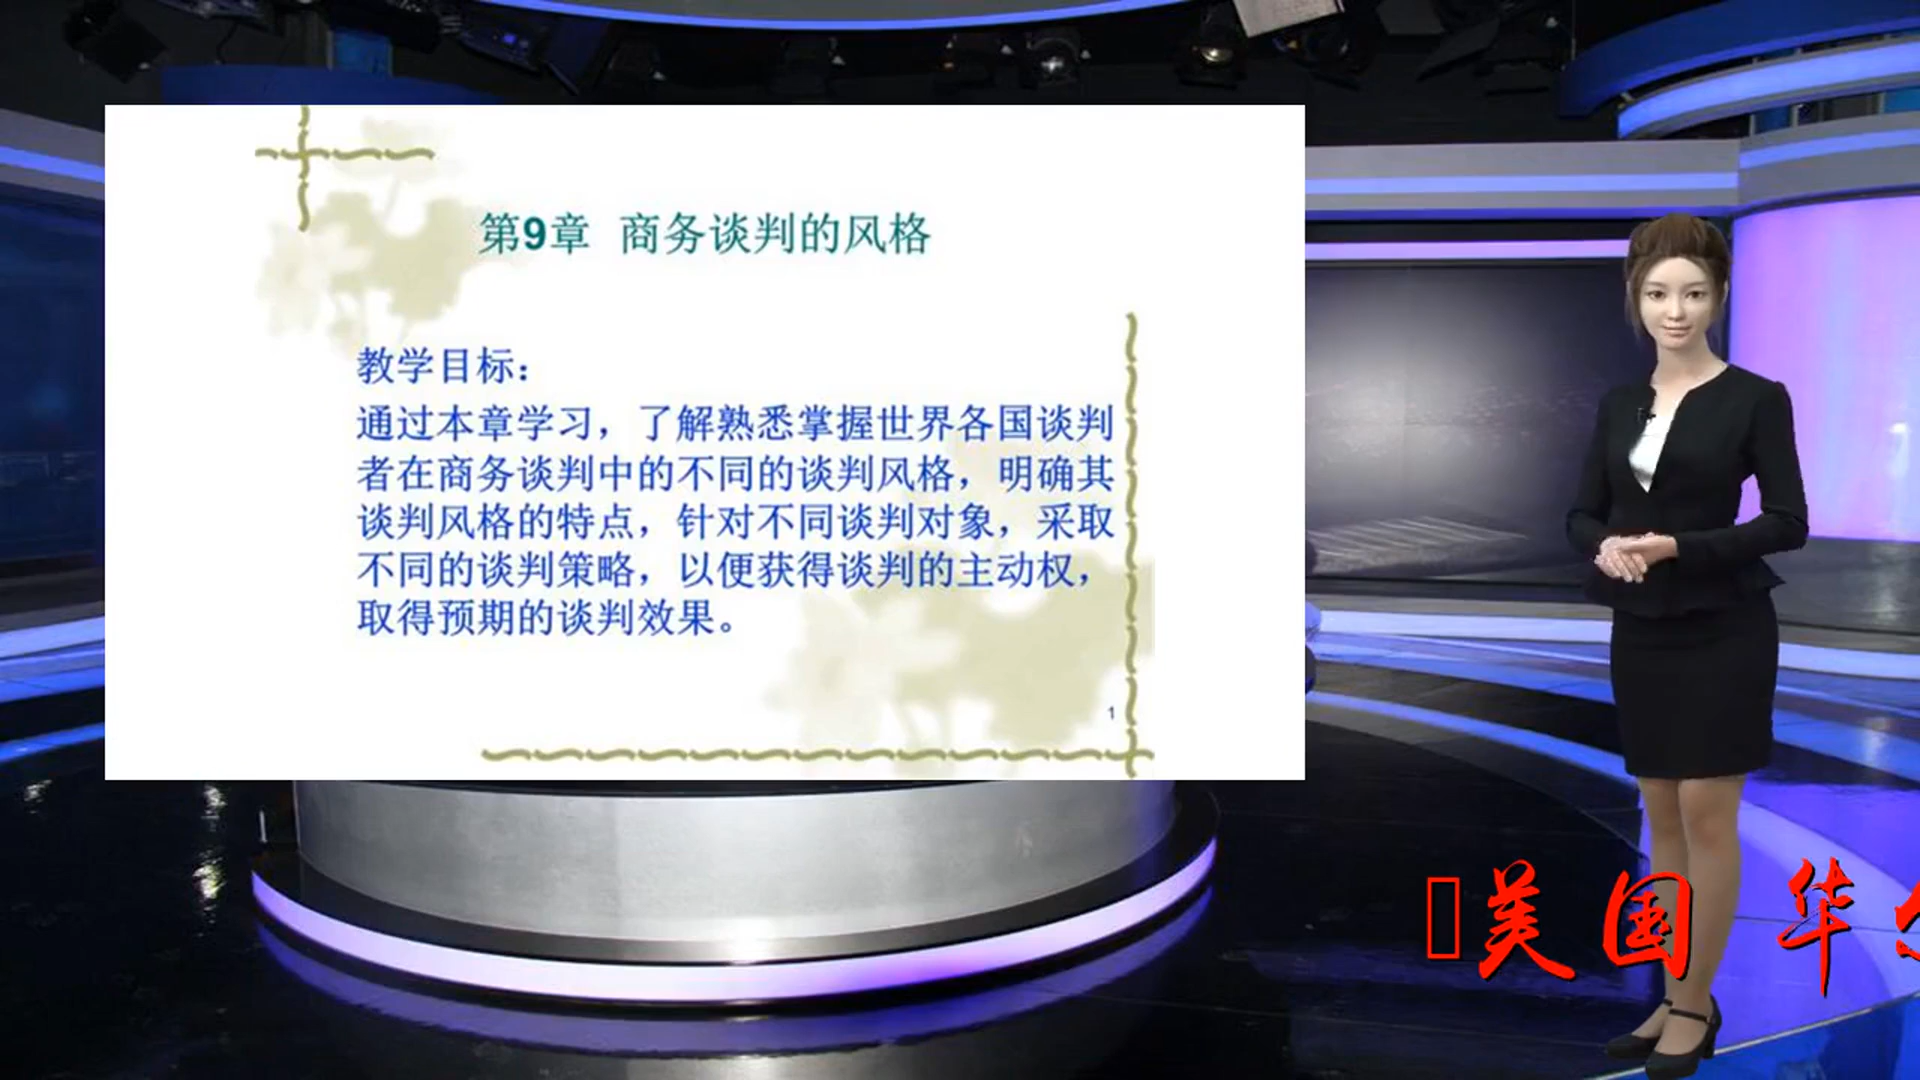 第9章 商务谈判的风格
教学目标：
通过本章学习，了解熟悉掌握世界各国谈判
者在商务谈判中的不同的谈判风格，明确其
谈判风格的特点，针对不同谈判对象，采取
不同的谈判策略，以便获得谈判的主动权，
取得预期的谈判效果。
1
美国 华